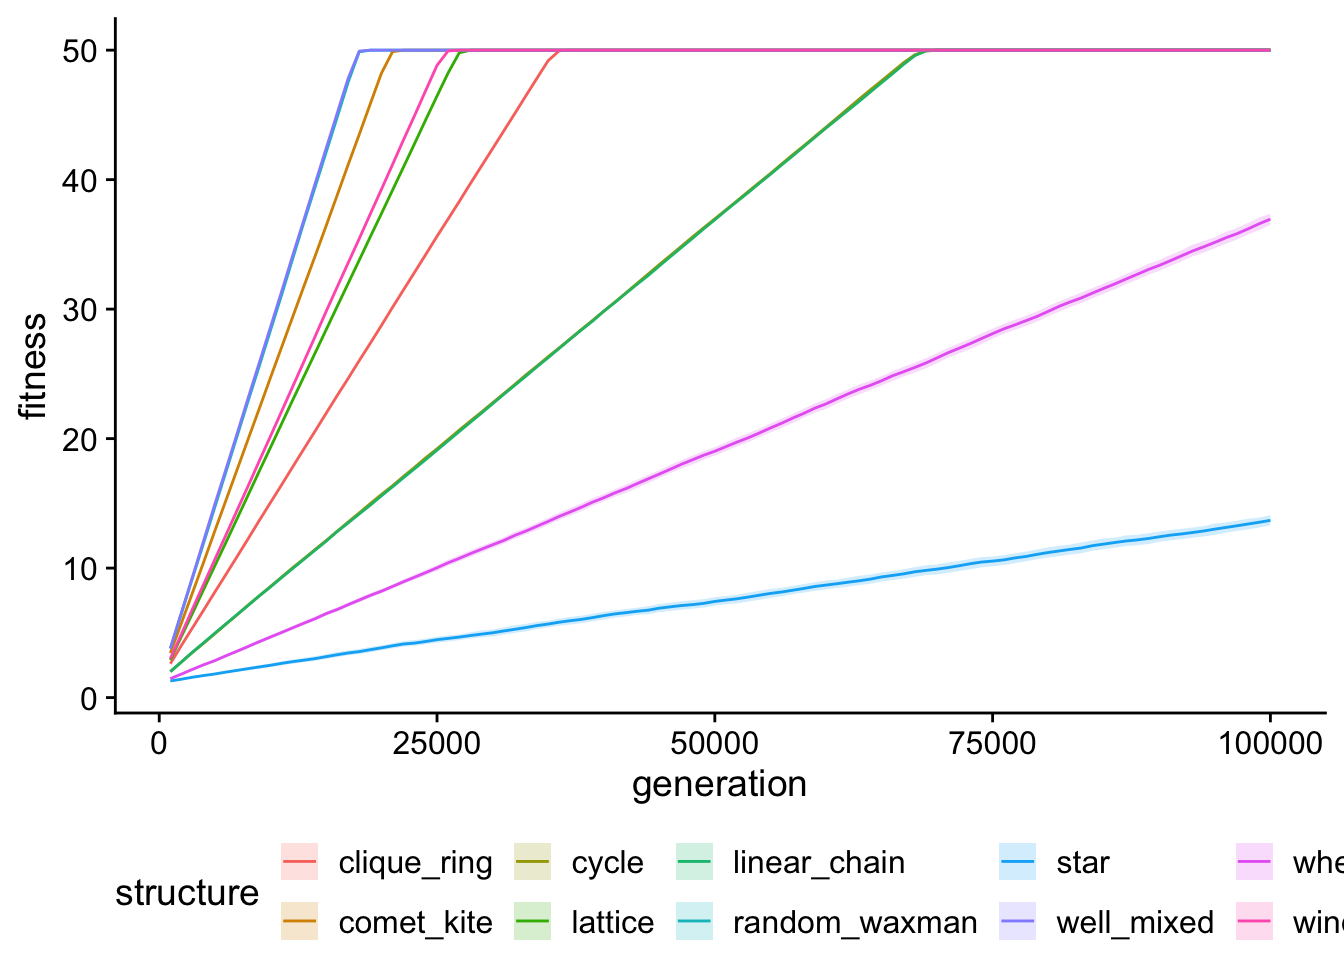 50
40
30
20
10
0
fitness
0 25000 50000 75000 100000
generation
structure
clique_ring cycle linear_chain star
comet_kite lattice random_waxman well_mixed